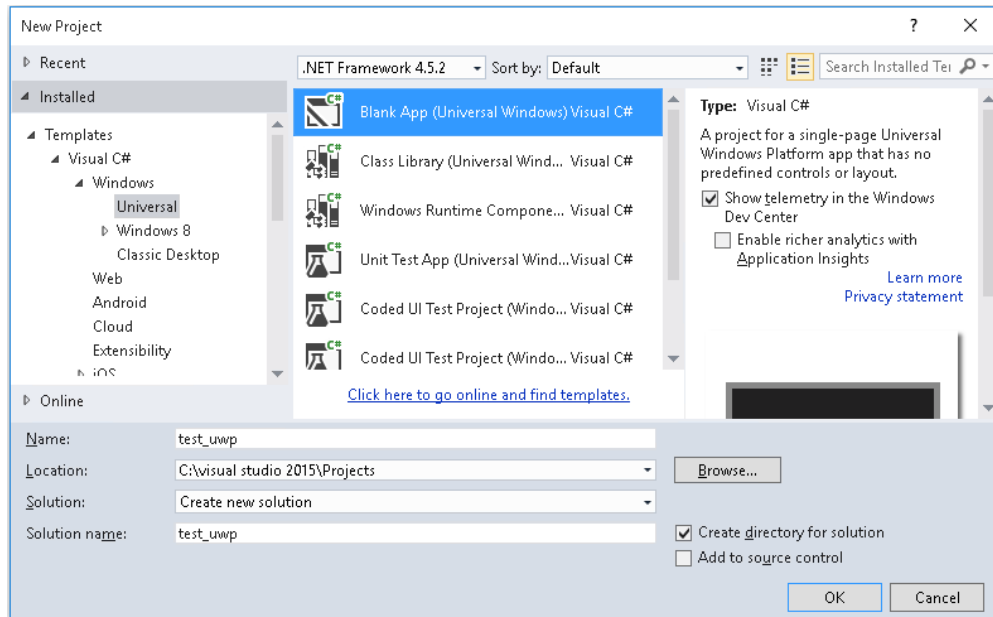 New Project
?
Recent
.NET Framework 4.5.2
Sort by: Default
Search Installed Tei
Installed
Templates
Visual C#
Windows
Universal
Windows 8
Classic Desktop
Web
Android
Cloud
Extensibility
iOS
Online
C# Blank App (Universal Windows) Visual C#
C# Class Library (Universal Wind... Visual C#
C# Windows Runtime Compone... Visual C#
C# Unit Test App (Universal Wind... Visual C#
C# Coded UI Test Project (Windo... Visual C#
C# Coded UI Test Project (Windo... Visual C#
Click here to go online and find templates.
Type: Visual C#
A project for a single-page Universal
Windows Platform app that has no
predefined controls or layout.
Show telemetry in the Windows
Dev Center
Enable richer analytics with
Application Insights
Learn more
Privacy statement
Name: test_uwp
Location: C:\visual studio 2015\Projects
Browse...
Solution: Create new solution
Solution name: test_uwp
Create directory for solution
Add to source control
OK
Cancel